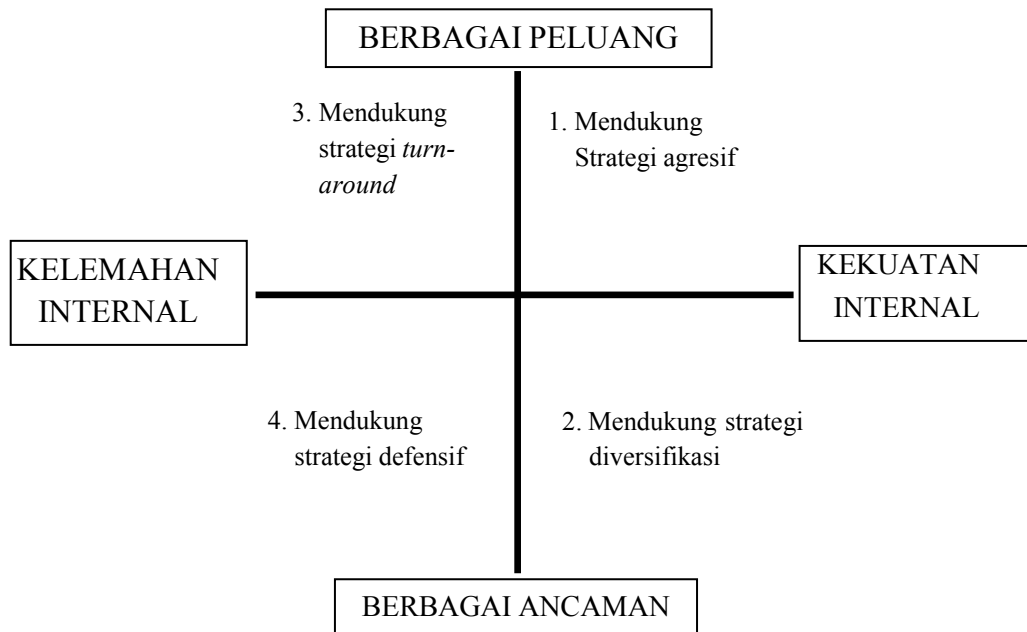 BERBAGAI PELUANG
3. Mendukung
strategi turn-
around
1. Mendukung
Strategi agresif
KELEMAHAN
INTERNAL
KEKUATAN
INTERNAL
4. Mendukung
strategi defensif
2. Mendukung strategi
diversifikasi
BERBAGAI ANCAMAN